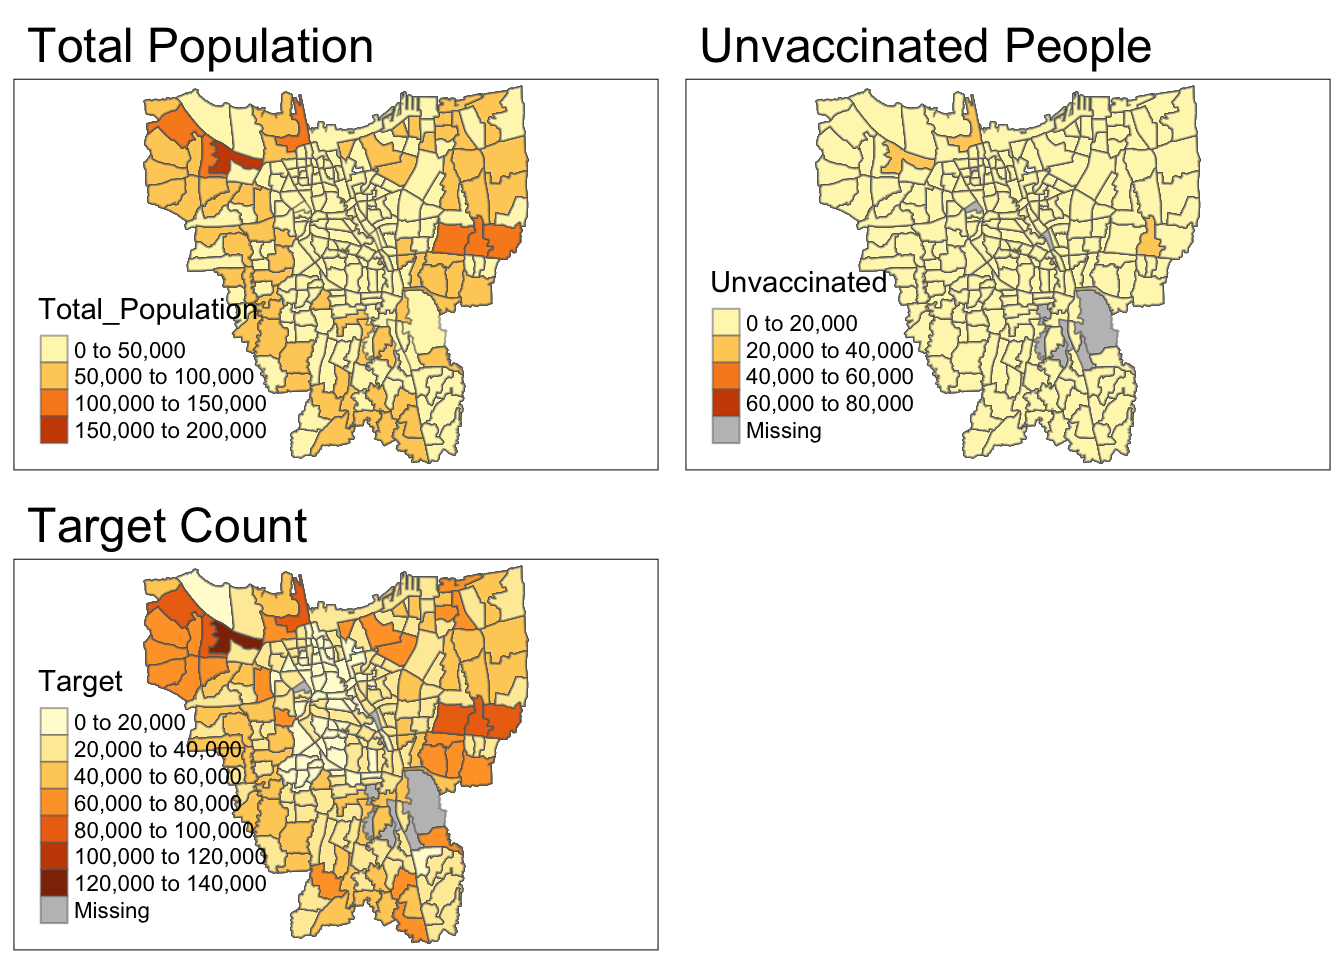 Total Population
Total_Population
0 to 50,000
50,000 to 100,000
100,000 to 150,000
150,000 to 200,000
Unvaccinated People
Unvaccinated
0 to 20,000
20,000 to 40,000
40,000 to 60,000
60,000 to 80,000
Missing
Target Count
Target
0 to 20,000
20,000 to 40,000
40,000 to 60,000
60,000 to 80,000
80,000 to 100,000
100,000 to 120,000
120,000 to 140,000
Missing